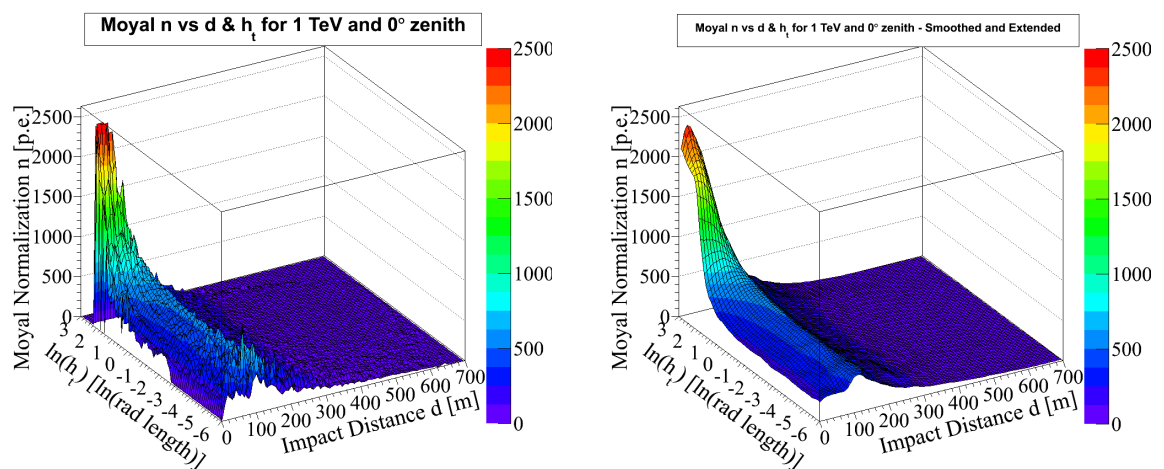 Moyal n vs d & h_t for 1 TeV and 0° zenith
Moyal Normalization n [p.e.]
2500
2000
1500
1000
500
0
3 2 1 0 -1 -2 -3 -4 -5 -6
ln(h_t) [ln(rad length)]
0 100 200 300 400 500 600 700
Impact Distance d [m]
2500
2000
1500
1000
500
0
Moyal n vs d & h_t for 1 TeV and 0° zenith - Smoothed and Extended
Moyal Normalization n [p.e.]
2500
2000
1500
1000
500
0
3 2 1 0 -1 -2 -3 -4 -5 -6
ln(h_t) [ln(rad length)]
0 100 200 300 400 500 600 700
Impact Distance d [m]
2500
2000
1500
1000
500
0